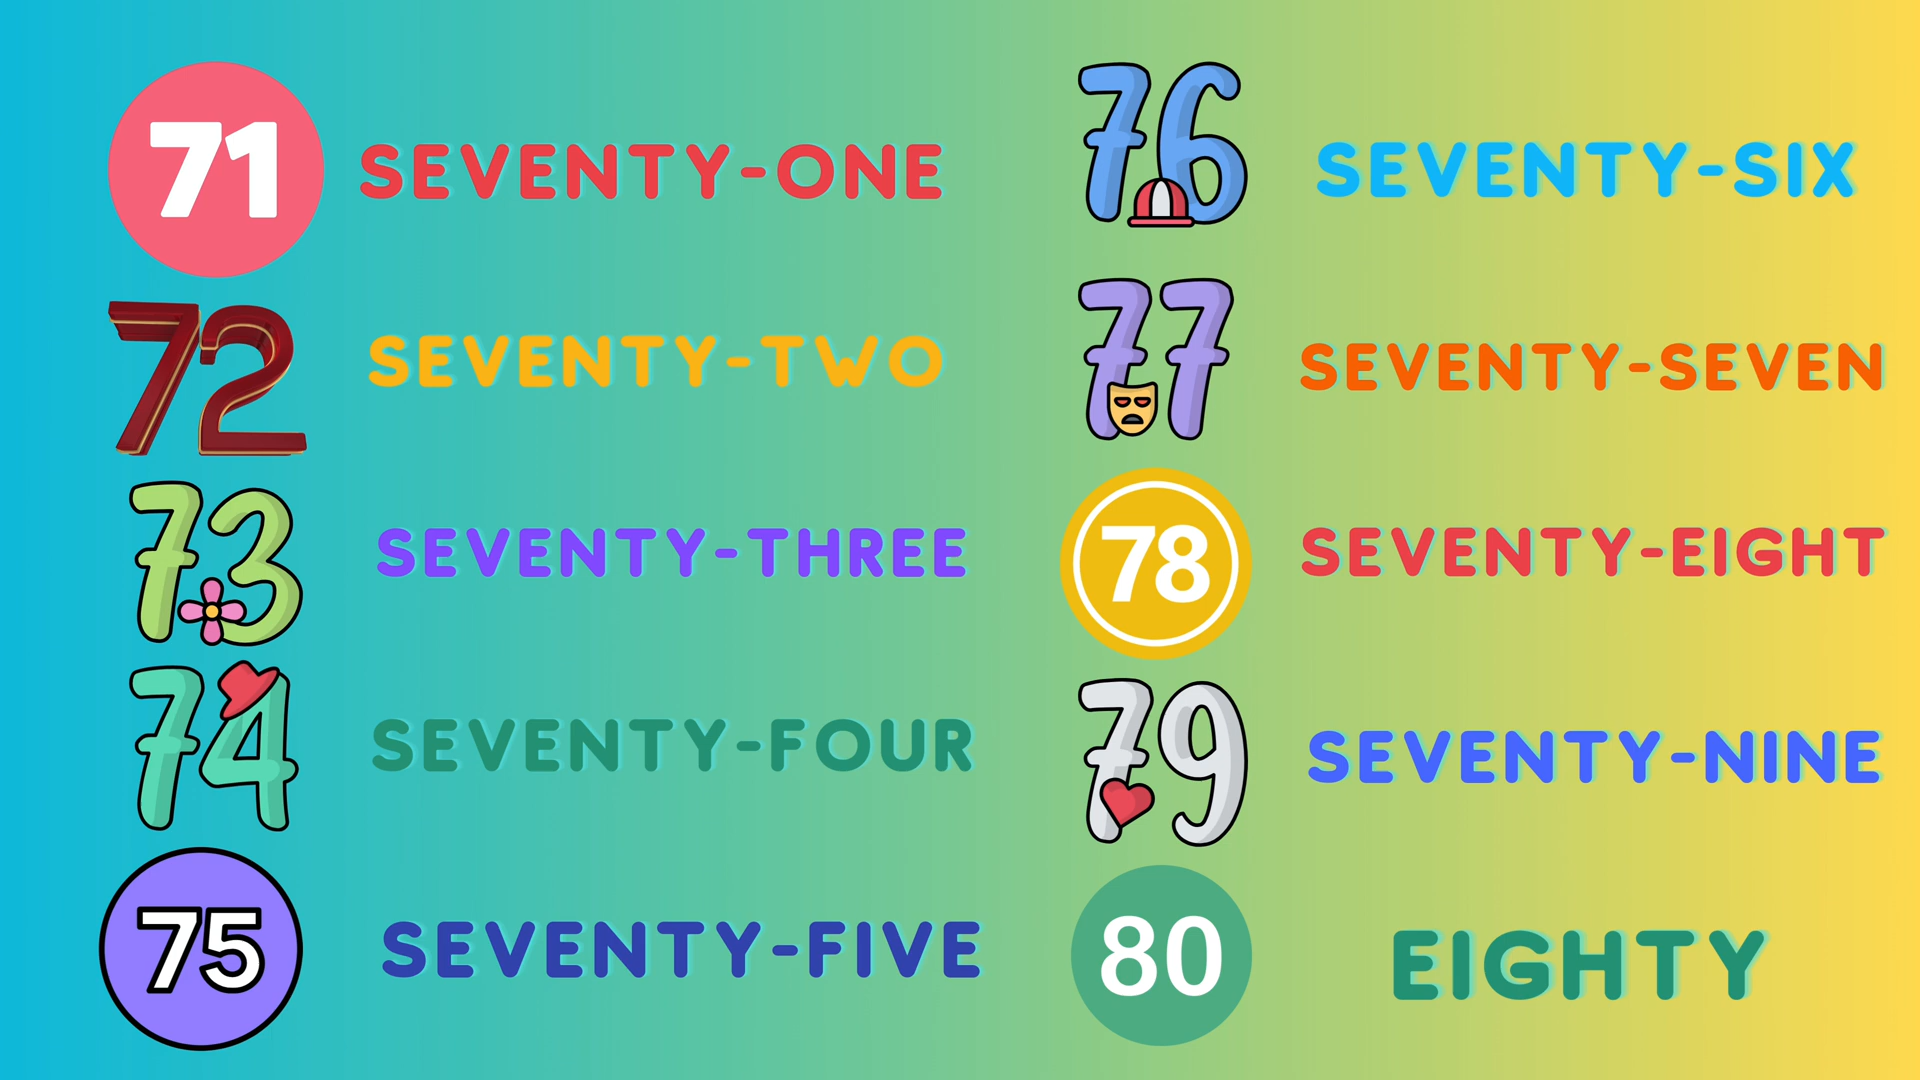 71 SEVENTY-ONE
72 SEVENTY-TWO
73 SEVENTY-THREE
74 SEVENTY-FOUR
75 SEVENTY-FIVE
76 SEVENTY-SIX
77 SEVENTY-SEVEN
78 SEVENTY-EIGHT
79 SEVENTY-NINE
80 EIGHTY